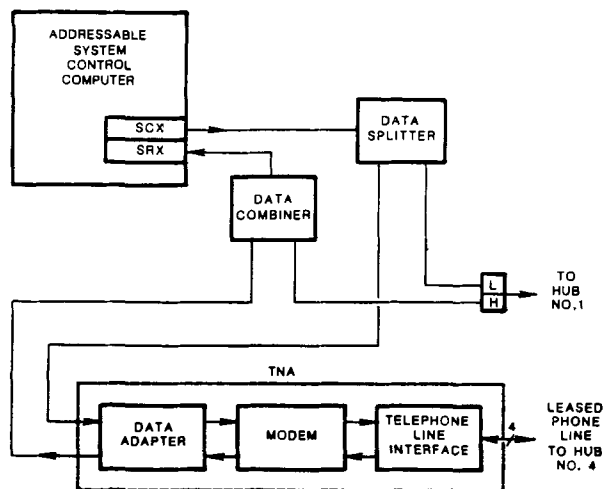 ADDRESSABLE
SYSTEM
CONTROL
COMPUTER
SCX
SRX
DATA
SPLITTER
DATA
COMBINER
L
H
TO
HUB
NO,1
TNA
DATA
ADAPTER
MODEM
TELEPHONE
LINE
INTERFACE
4
LEASED
PHONE
LINE
TO HUB
NO. 4